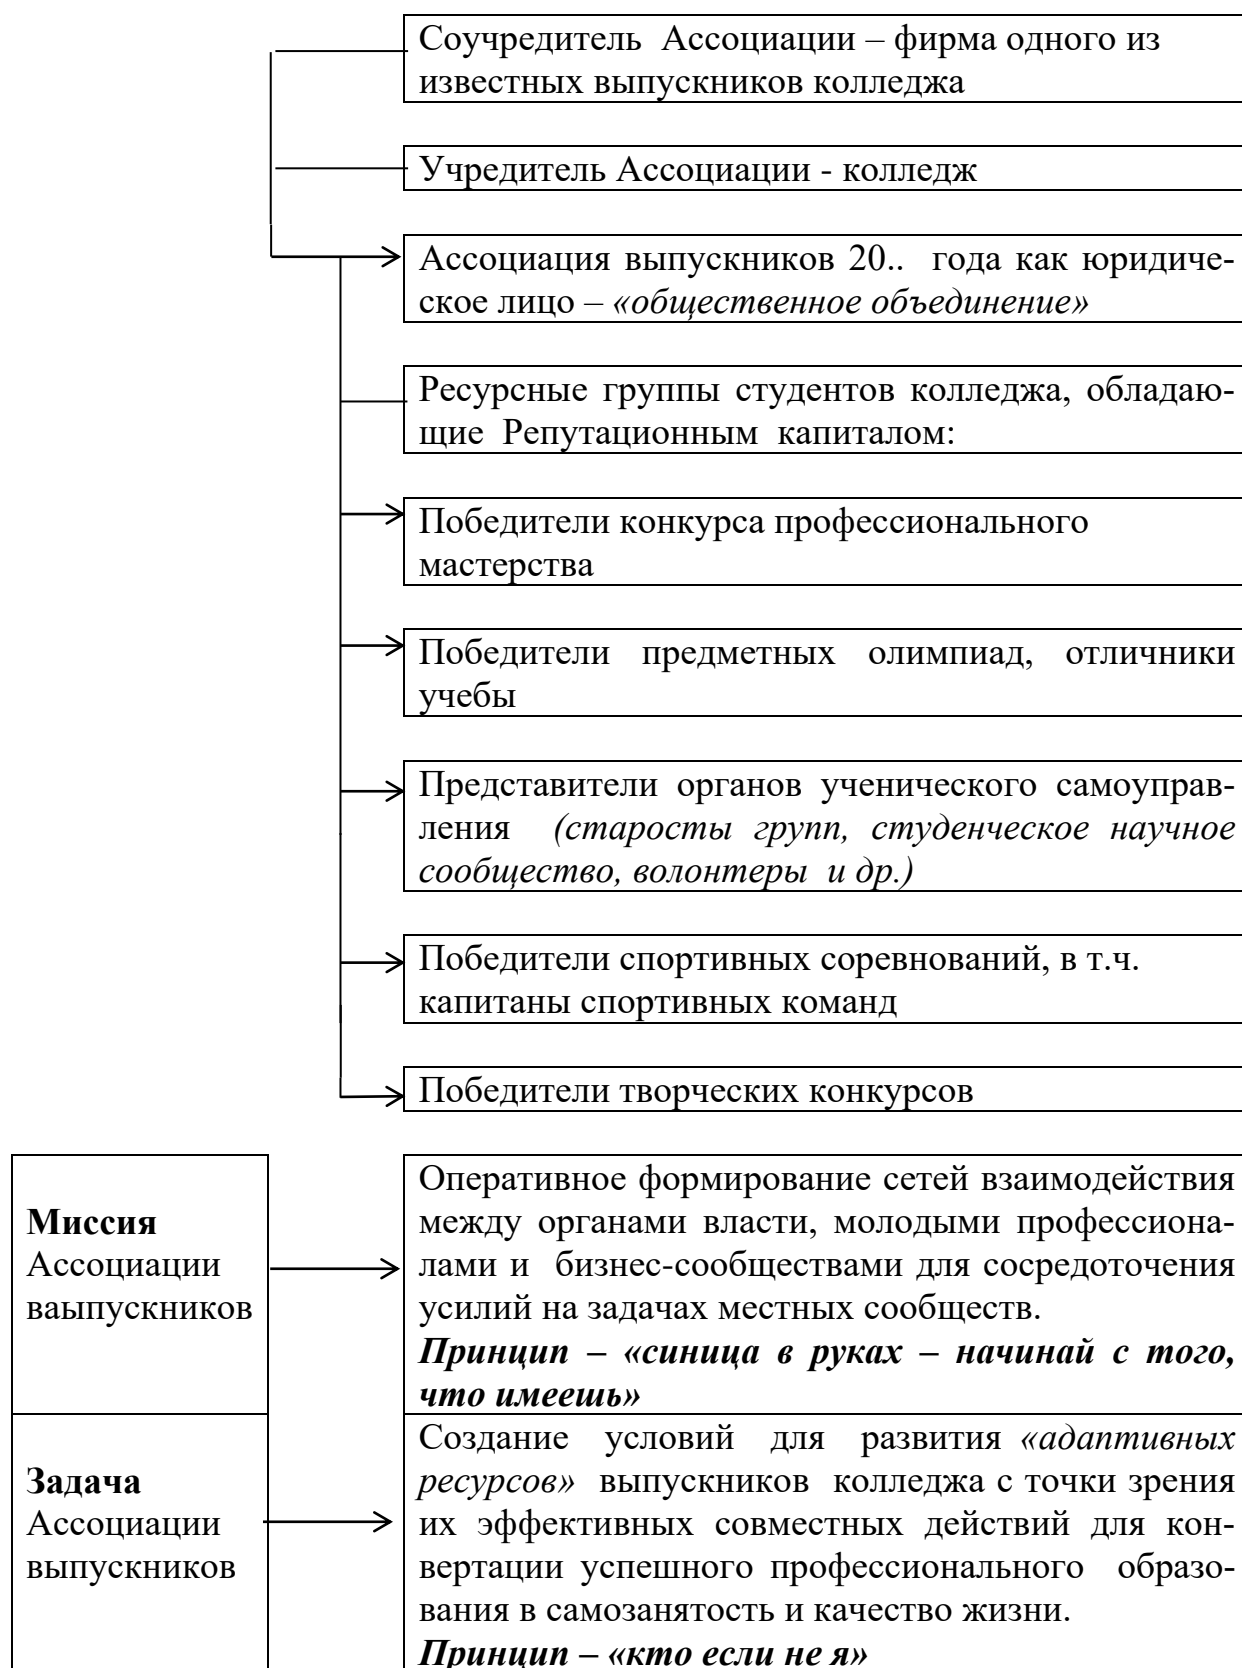 Соучредитель Ассоциации – фирма одного из
известных выпускников колледжа
Учредитель Ассоциации - колледж
Ассоциация выпускников 20.. года как юридиче-
ское лицо – «общественное объединение»
Ресурсные группы студентов колледжа, обладаю-
щие Репутационным капиталом:
Победители конкурса профессионального
мастерства
Победители предметных олимпиад, отличники
учебы
Представители органов ученического самоуправ-
ления (старосты групп, студенческое научное
сообщество, волонтеры и др.)
Победители спортивных соревнований, в т.ч.
капитаны спортивных команд
Победители творческих конкурсов
Миссия
Ассоциации
ваыпускников
Оперативное формирование сетей взаимодействия
между органами власти, молодыми профессиона-
лами и бизнес-сообществами для сосредоточения
усилий на задачах местных сообществ.
Принцип – «синица в руках – начинай с того,
что имеешь»
Задача
Ассоциации
выпускников
Создание условий для развития «адаптивных
ресурсов» выпускников колледжа с точки зрения
их эффективных совместных действий для кон-
вертации успешного профессионального образо-
вания в самозанятость и качество жизни.
Принцип – «кто если не я»